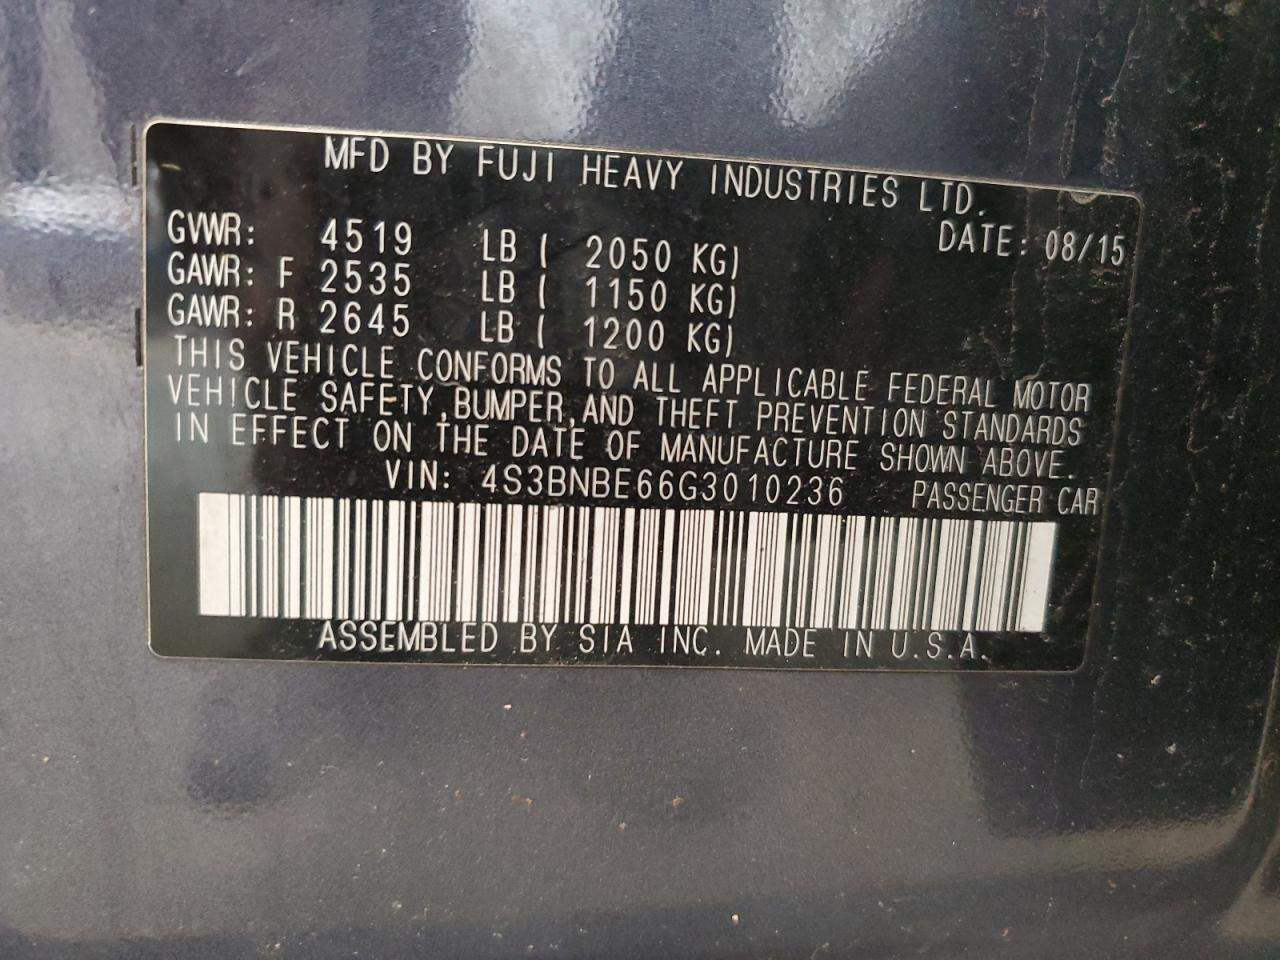 MFD BY FUJI HEAVY INDUSTRIES LTD.
DATE: 08/15
GVWR: 4519 LB ( 2050 KG)
GAWR: F 2535 LB ( 1150 KG)
GAWR: R 2645 LB ( 1200 KG)
THIS VEHICLE CONFORMS TO ALL APPLICABLE FEDERAL MOTOR
VEHICLE SAFETY, BUMPER, AND THEFT PREVENTION STANDARDS
IN EFFECT ON THE DATE OF MANUFACTURE SHOWN ABOVE.
VIN: 4S3BNBE66G3010236 PASSENGER CAR
ASSEMBLED BY SIA INC. MADE IN U.S.A.